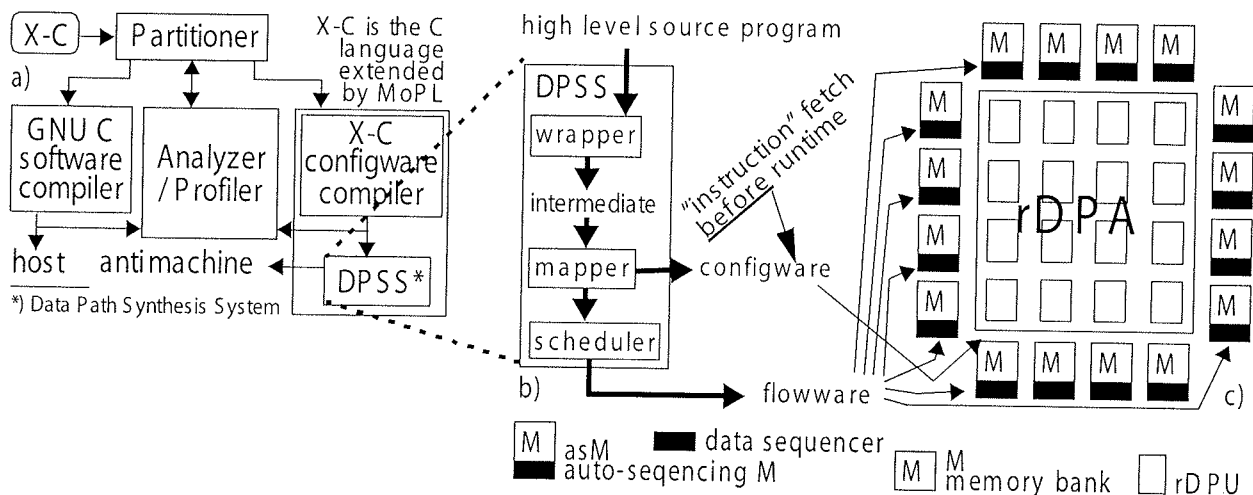 X-C
Partitioner
X-C is the C
language
extended
by MoPL
a)
GNU C
software
compiler
Analyzer
/ Profiler
X-C
configware
compiler
host
antimachine
DPSS*
*) Data Path Synthesis System
high level source program
DPSS
wrapper
intermediate
mapper
scheduler
b)
"instruction" fetch
before runtime
configware
flowware
M
M
M
M
M
M
M
M
rDPA
M
M
M
M
M
M
M
M
c)
M
asM
auto-seqencing M
data sequencer
M
M
memory bank
rDPU